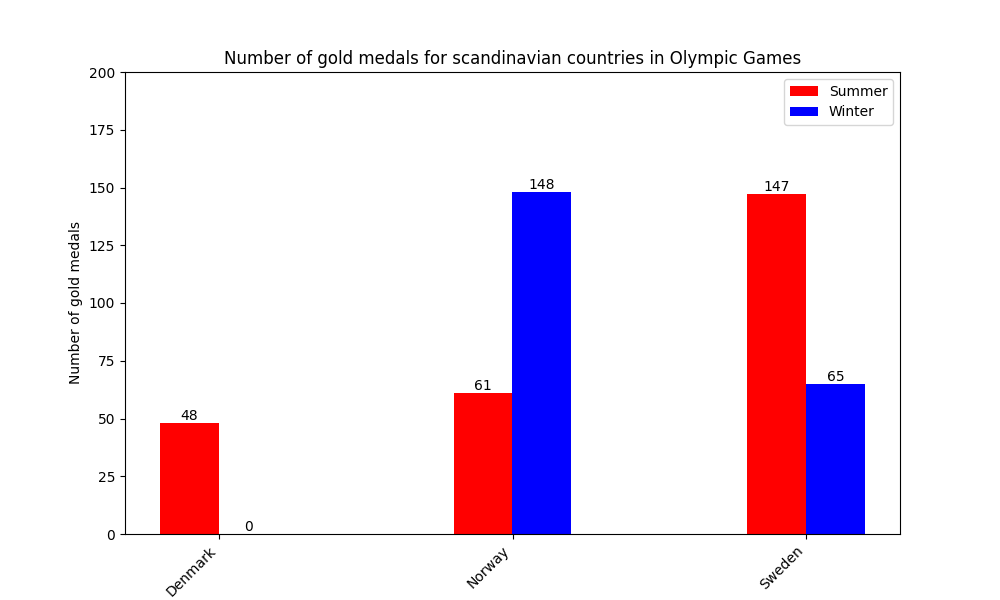 Number of gold medals for scandinavian countries in Olympic Games
Number of gold medals
200
175
150
125
100
75
50
25
0
Summer
Winter
48
0
61
148
147
65
Denmark
Norway
Sweden